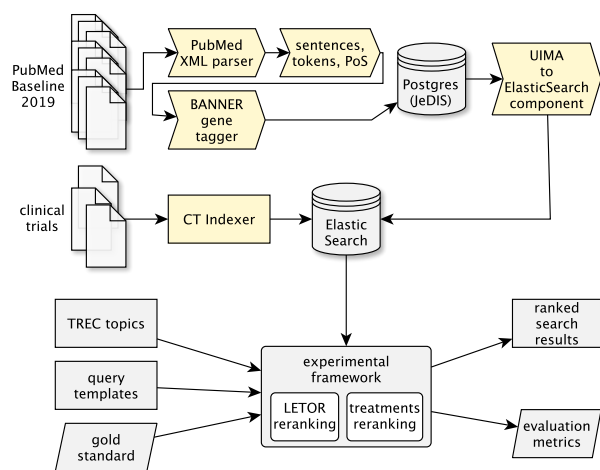 PubMed
Baseline
2019
PubMed
XML parser
sentences,
tokens, PoS
BANNER
gene
tagger
Postgres
(JeDIS)
UIMA
to
ElasticSearch
component
clinical
trials
CT Indexer
Elastic
Search
TREC topics
query
templates
gold
standard
experimental
framework
LETOR
reranking
treatments
reranking
ranked
search
results
evaluation
metrics